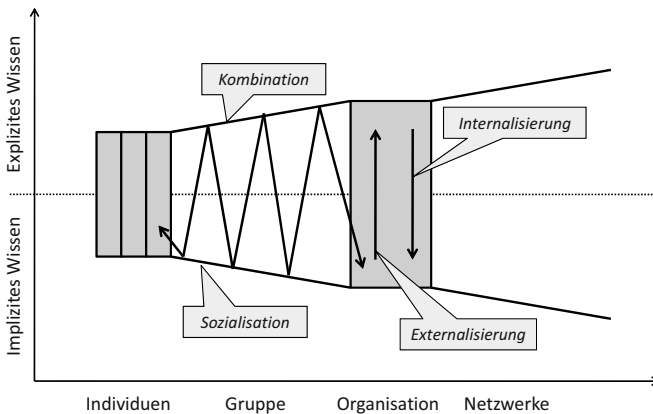 Explizites Wissen
Implizites Wissen
Kombination
Internalisierung
Sozialisation
Externalisierung
Individuen
Gruppe
Organisation
Netzwerke